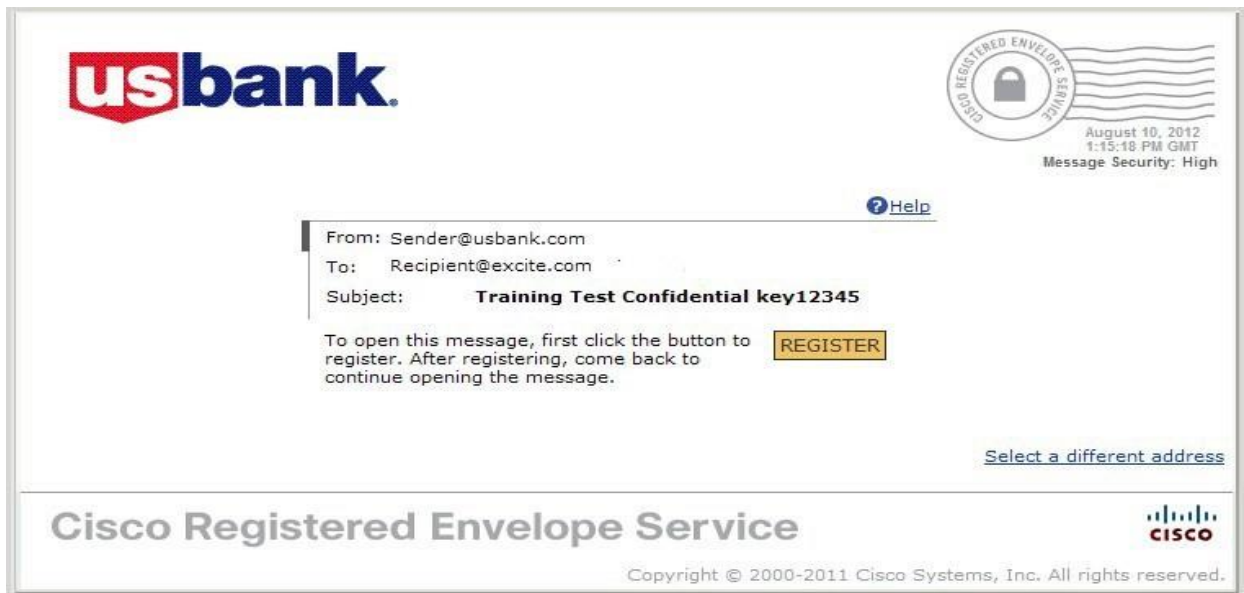 usbank.
CISCO REGISTERED ENVELOPE SERVICE
August 10, 2012
1:15:18 PM GMT
Message Security: High
?Help
From: Sender@usbank.com
To: Recipient@excite.com
Subject: Training Test Confidential key12345
To open this message, first click the button to
register. After registering, come back to
continue opening the message.
REGISTER
Select a different address
Cisco Registered Envelope Service
CISCO
Copyright © 2000-2011 Cisco Systems, Inc. All rights reserved.